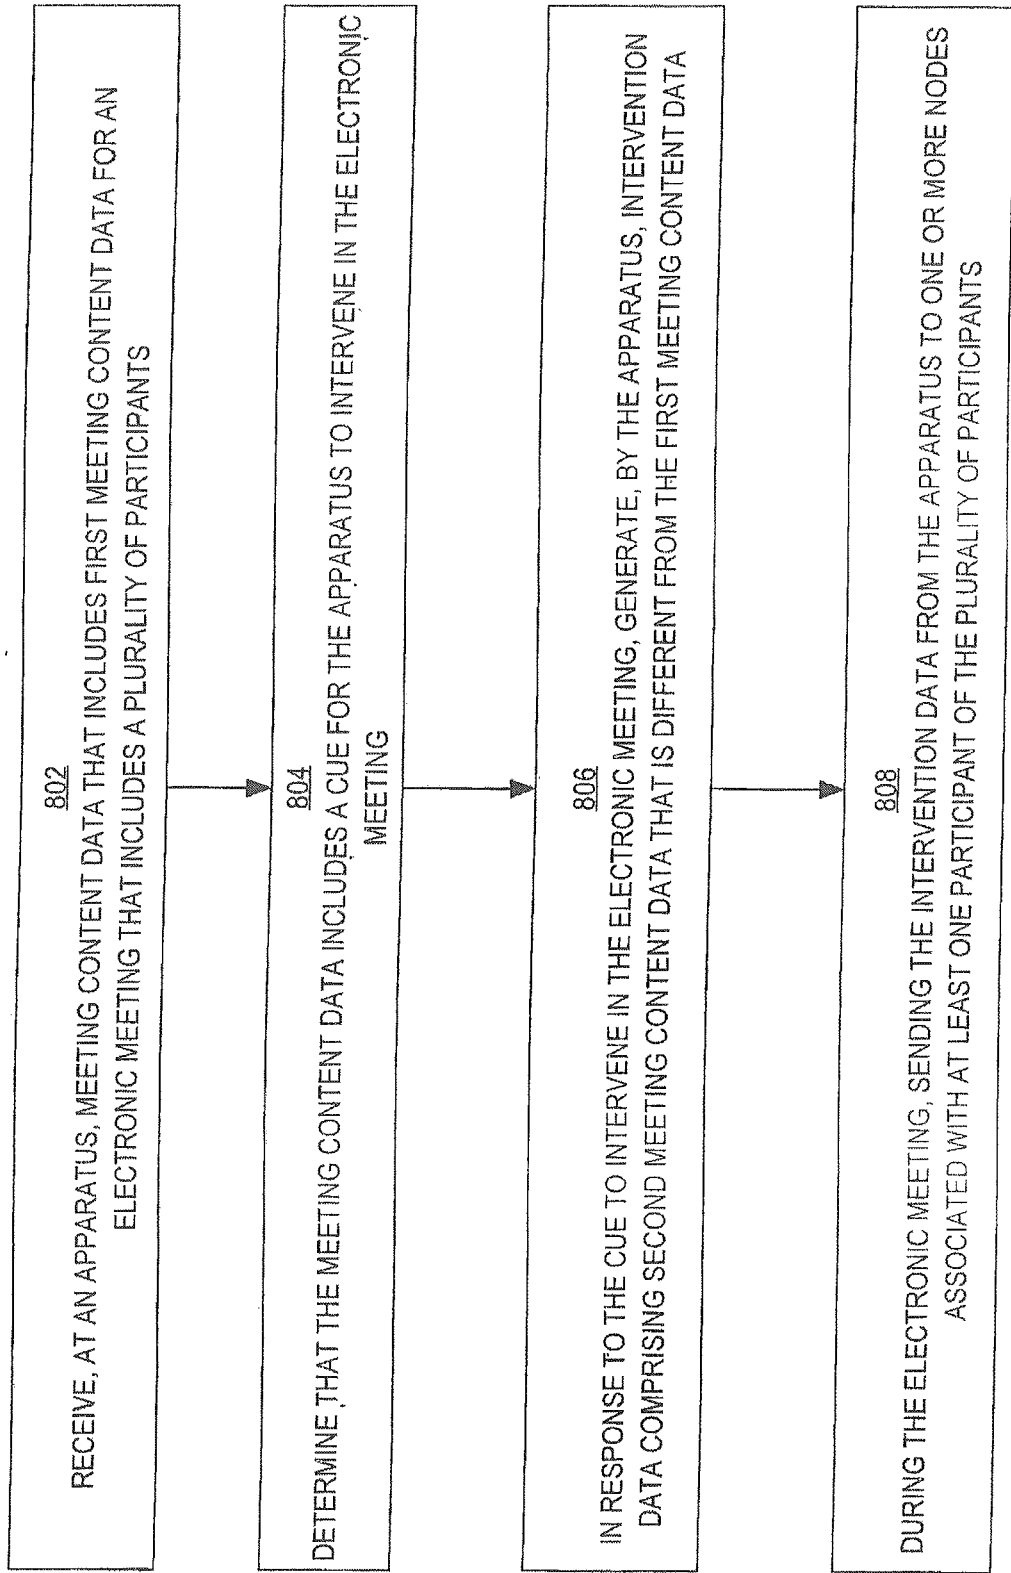 802
RECEIVE, AT AN APPARATUS, MEETING CONTENT DATA THAT INCLUDES FIRST MEETING CONTENT DATA FOR AN
ELECTRONIC MEETING THAT INCLUDES A PLURALITY OF PARTICIPANTS
804
DETERMINE THAT THE MEETING CONTENT DATA INCLUDES A CUE FOR THE APPARATUS TO INTERVENE IN THE ELECTRONIC
MEETING
806
IN RESPONSE TO THE CUE TO INTERVENE IN THE ELECTRONIC MEETING, GENERATE, BY THE APPARATUS, INTERVENTION
DATA COMPRISING SECOND MEETING CONTENT DATA THAT IS DIFFERENT FROM THE FIRST MEETING CONTENT DATA
808
DURING THE ELECTRONIC MEETING, SENDING THE INTERVENTION DATA FROM THE APPARATUS TO ONE OR MORE NODES
ASSOCIATED WITH AT LEAST ONE PARTICIPANT OF THE PLURALITY OF PARTICIPANTS